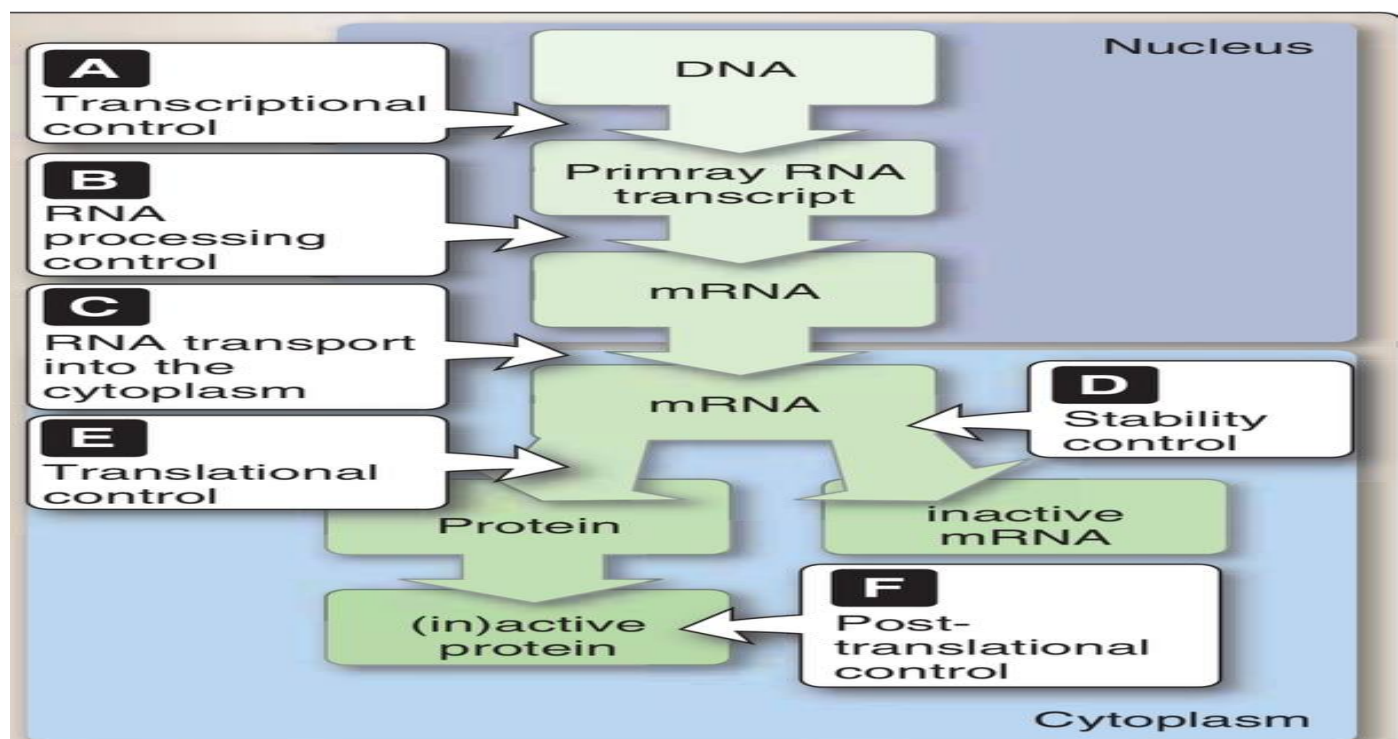 Nucleus
DNA
A
Transcriptional
control
Primray RNA
transcript
B
RNA
processing
control
mRNA
C
RNA transport
into the
cytoplasm
mRNA
D
Stability
control
E
Translational
control
Protein
inactive
mRNA
(in)active
protein
F
Post-
translational
control
Cytoplasm